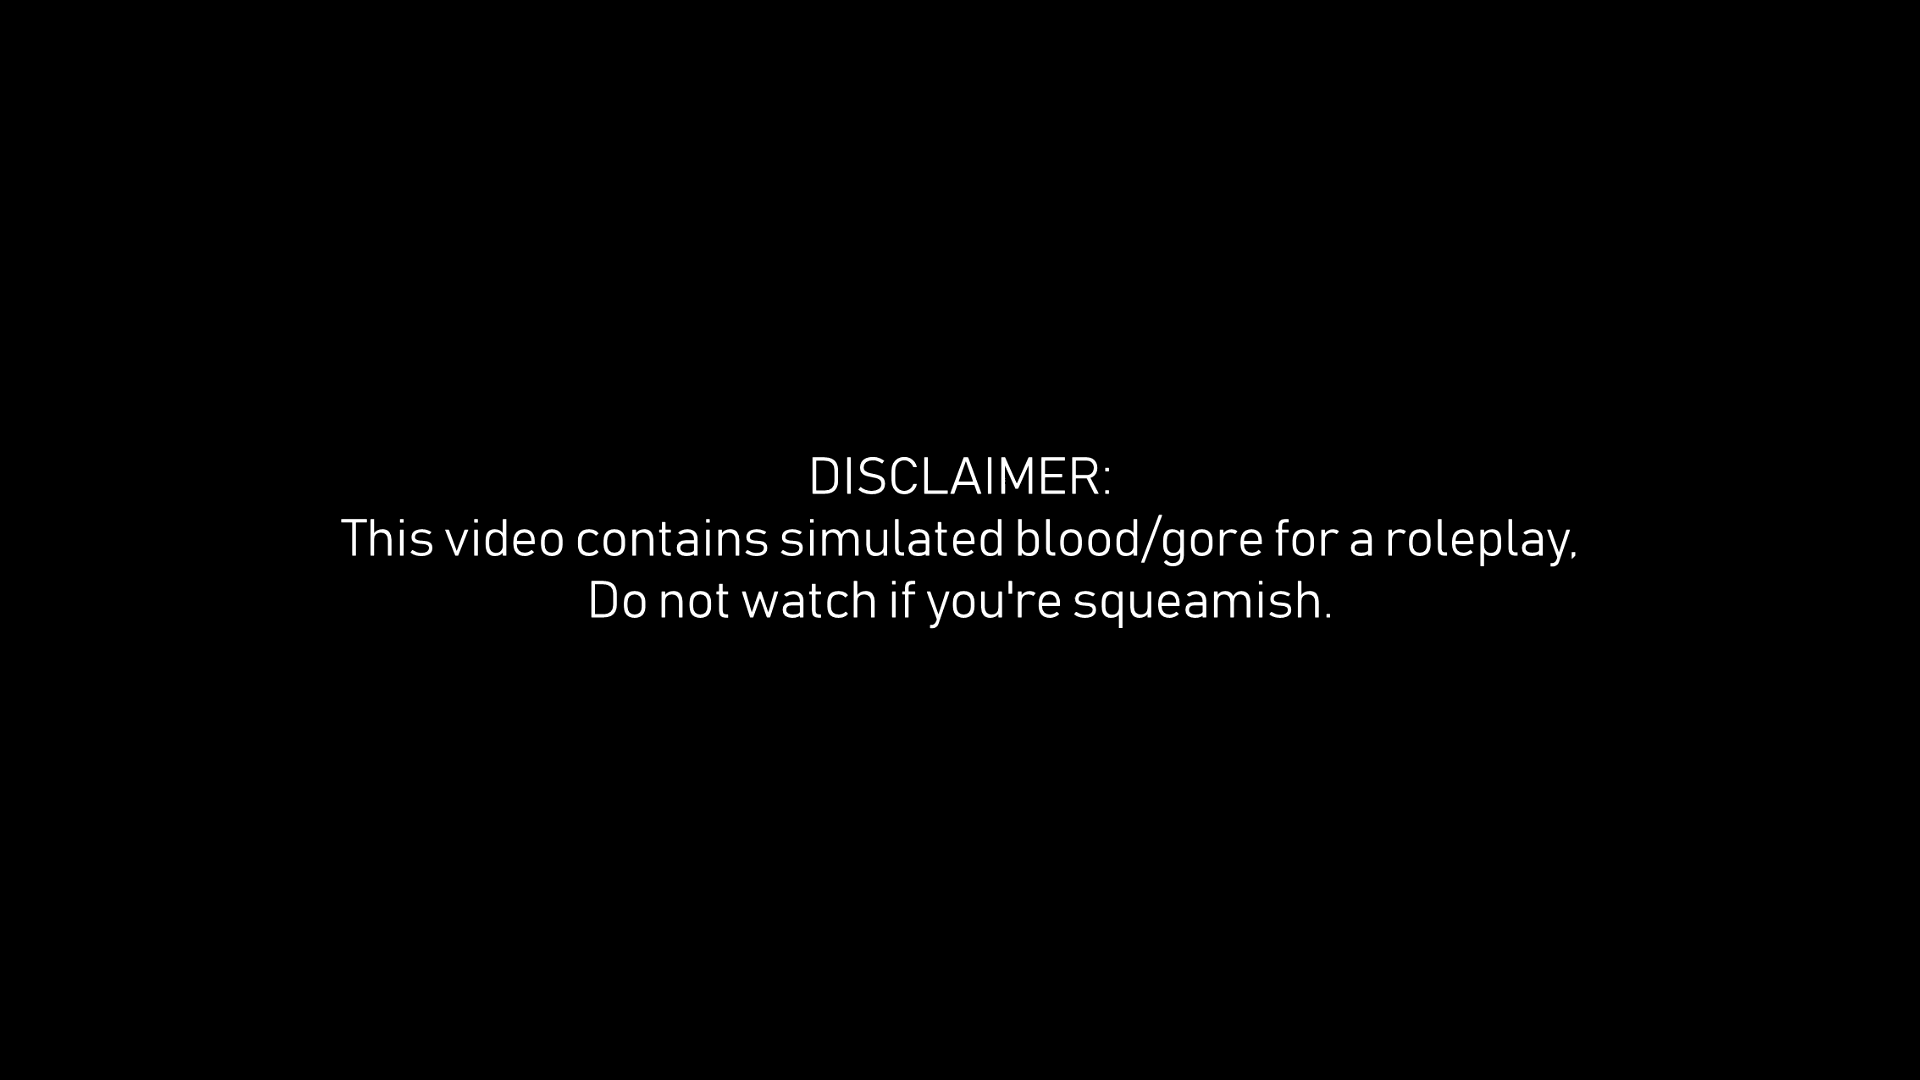 DISCLAIMER:
This video contains simulated blood/gore for a roleplay,
Do not watch if you're squeamish.